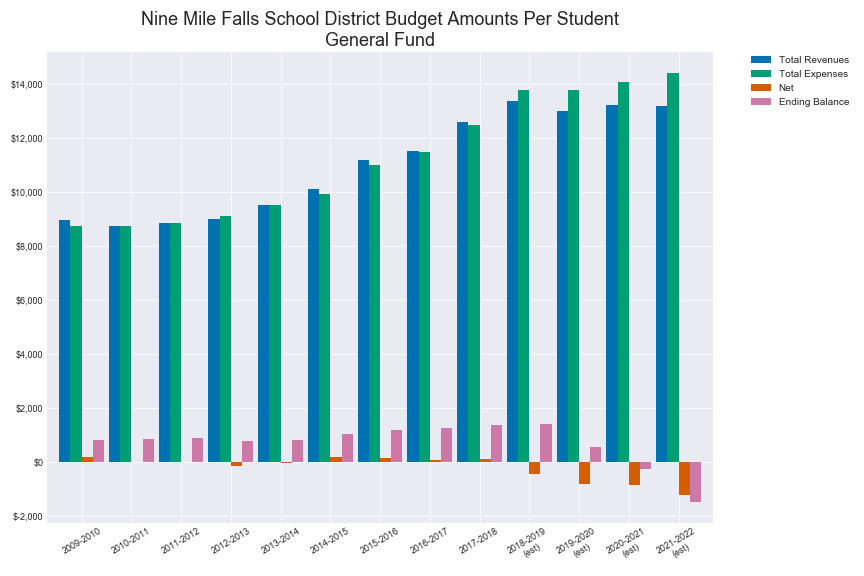 Nine Mile Falls School District Budget Amounts Per Student
General Fund
Total Revenues
Total Expenses
Net
Ending Balance
$14,000
$12,000
$10,000
$8,000
$6,000
$4,000
$2,000
$0
$-2,000
2009-2010
2010-2011
2011-2012
2012-2013
2013-2014
2014-2015
2015-2016
2016-2017
2017-2018
2018-2019
(est)
2019-2020
(est)
2020-2021
(est)
2021-2022
(est)